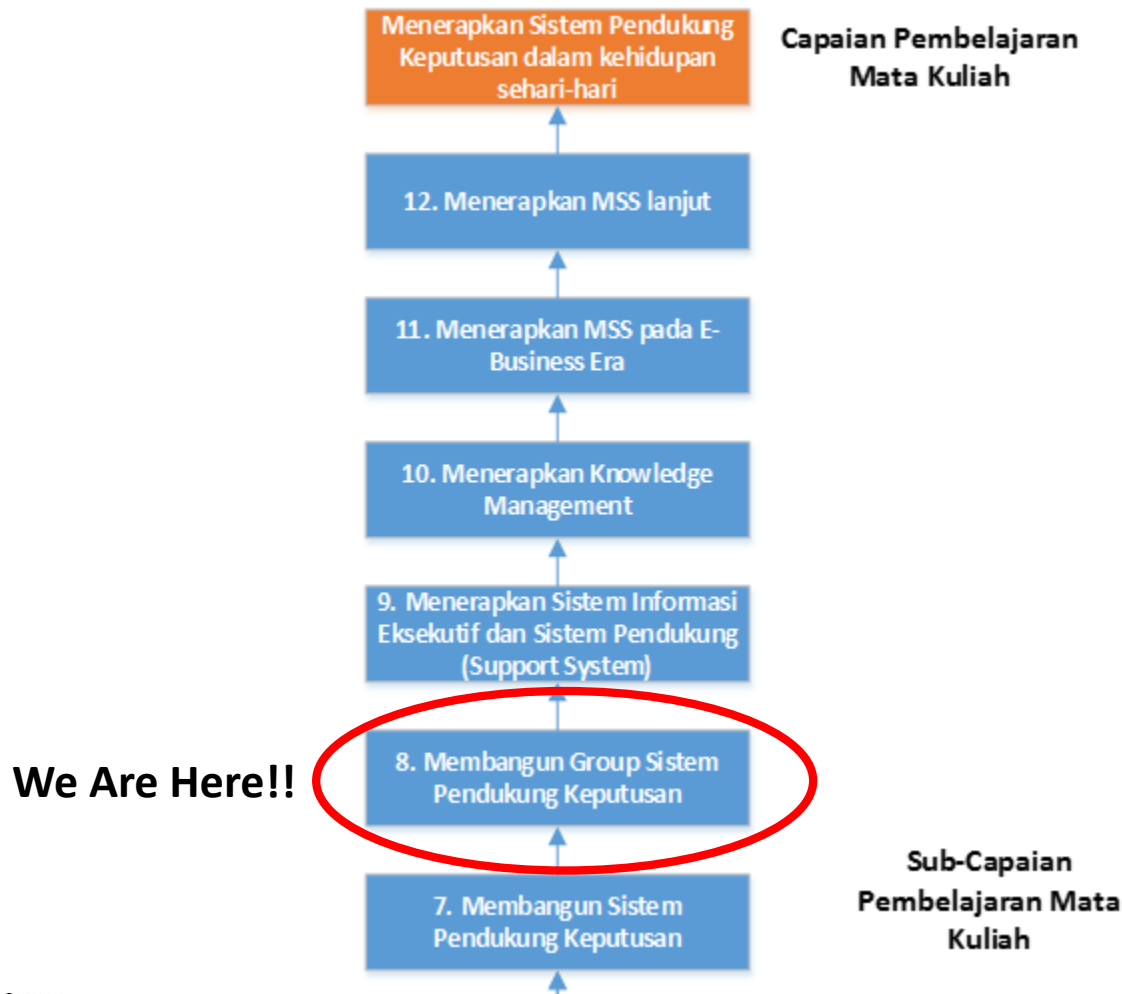 Menerapkan Sistem Pendukung
Keputusan dalam kehidupan
sehari-hari
Capaian Pembelajaran
Mata Kuliah
12. Menerapkan MSS lanjut
11. Menerapkan MSS pada E-
Business Era
10. Menerapkan Knowledge
Management
9. Menerapkan Sistem Informasi
Eksekutif dan Sistem Pendukung
(Support System)
We Are Here!!
8. Membangun Group Sistem
Pendukung Keputusan
7. Membangun Sistem
Pendukung Keputusan
Sub-Capaian
Pembelajaran Mata
Kuliah